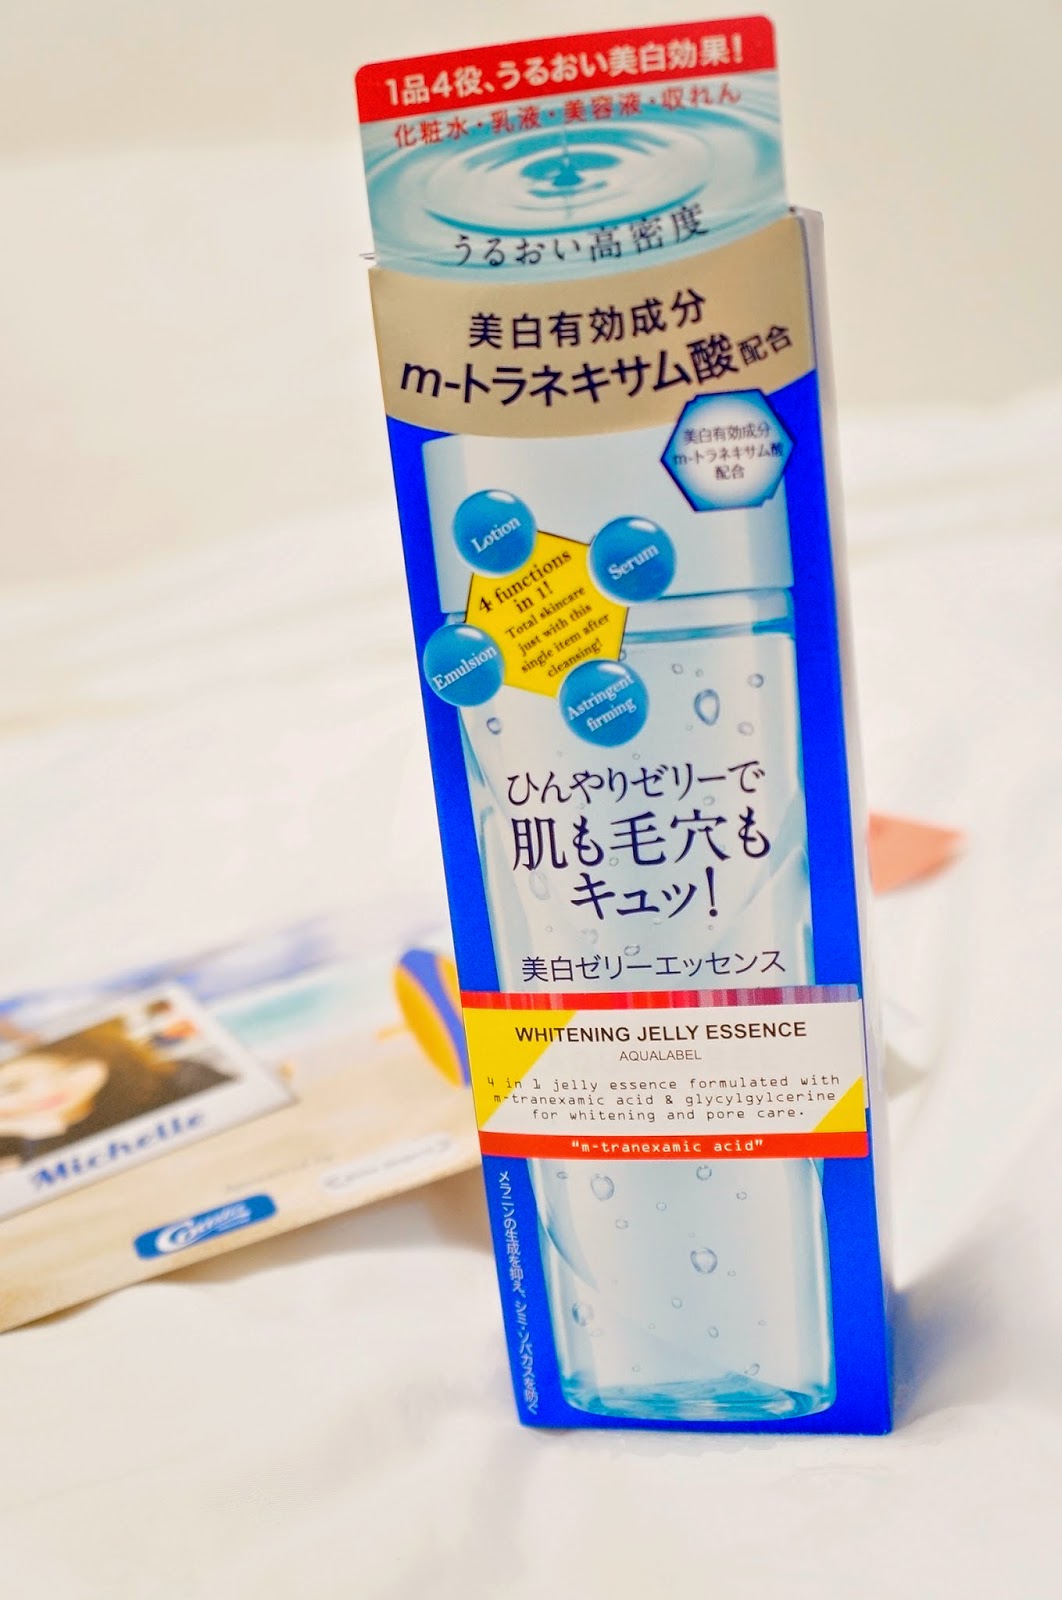 1品4役、うるおい美白効果！
化粧水・乳液・美容液・収れん
うるおい高密度
美白有効成分
m-トラネキサム酸配合
美白有効成分
m-トラネキサム酸
配合
Lotion
Serum
4 functions
in 1!
Total skincare
just with this
single item after
cleansing!
Emulsion
Astringent
firming
ひんやりゼリーで
肌も毛穴も
キュッ！
美白ゼリーエッセンス
WHITENING JELLY ESSENCE
AQUALABEL
4 in 1 jelly essence formulated with
m-tranexamic acid & glycylgylcerine
for whitening and pore care.
"m-tranexamic acid"
メラニンの生成を抑え、シミ・ソバカスを防ぐ
Michelle